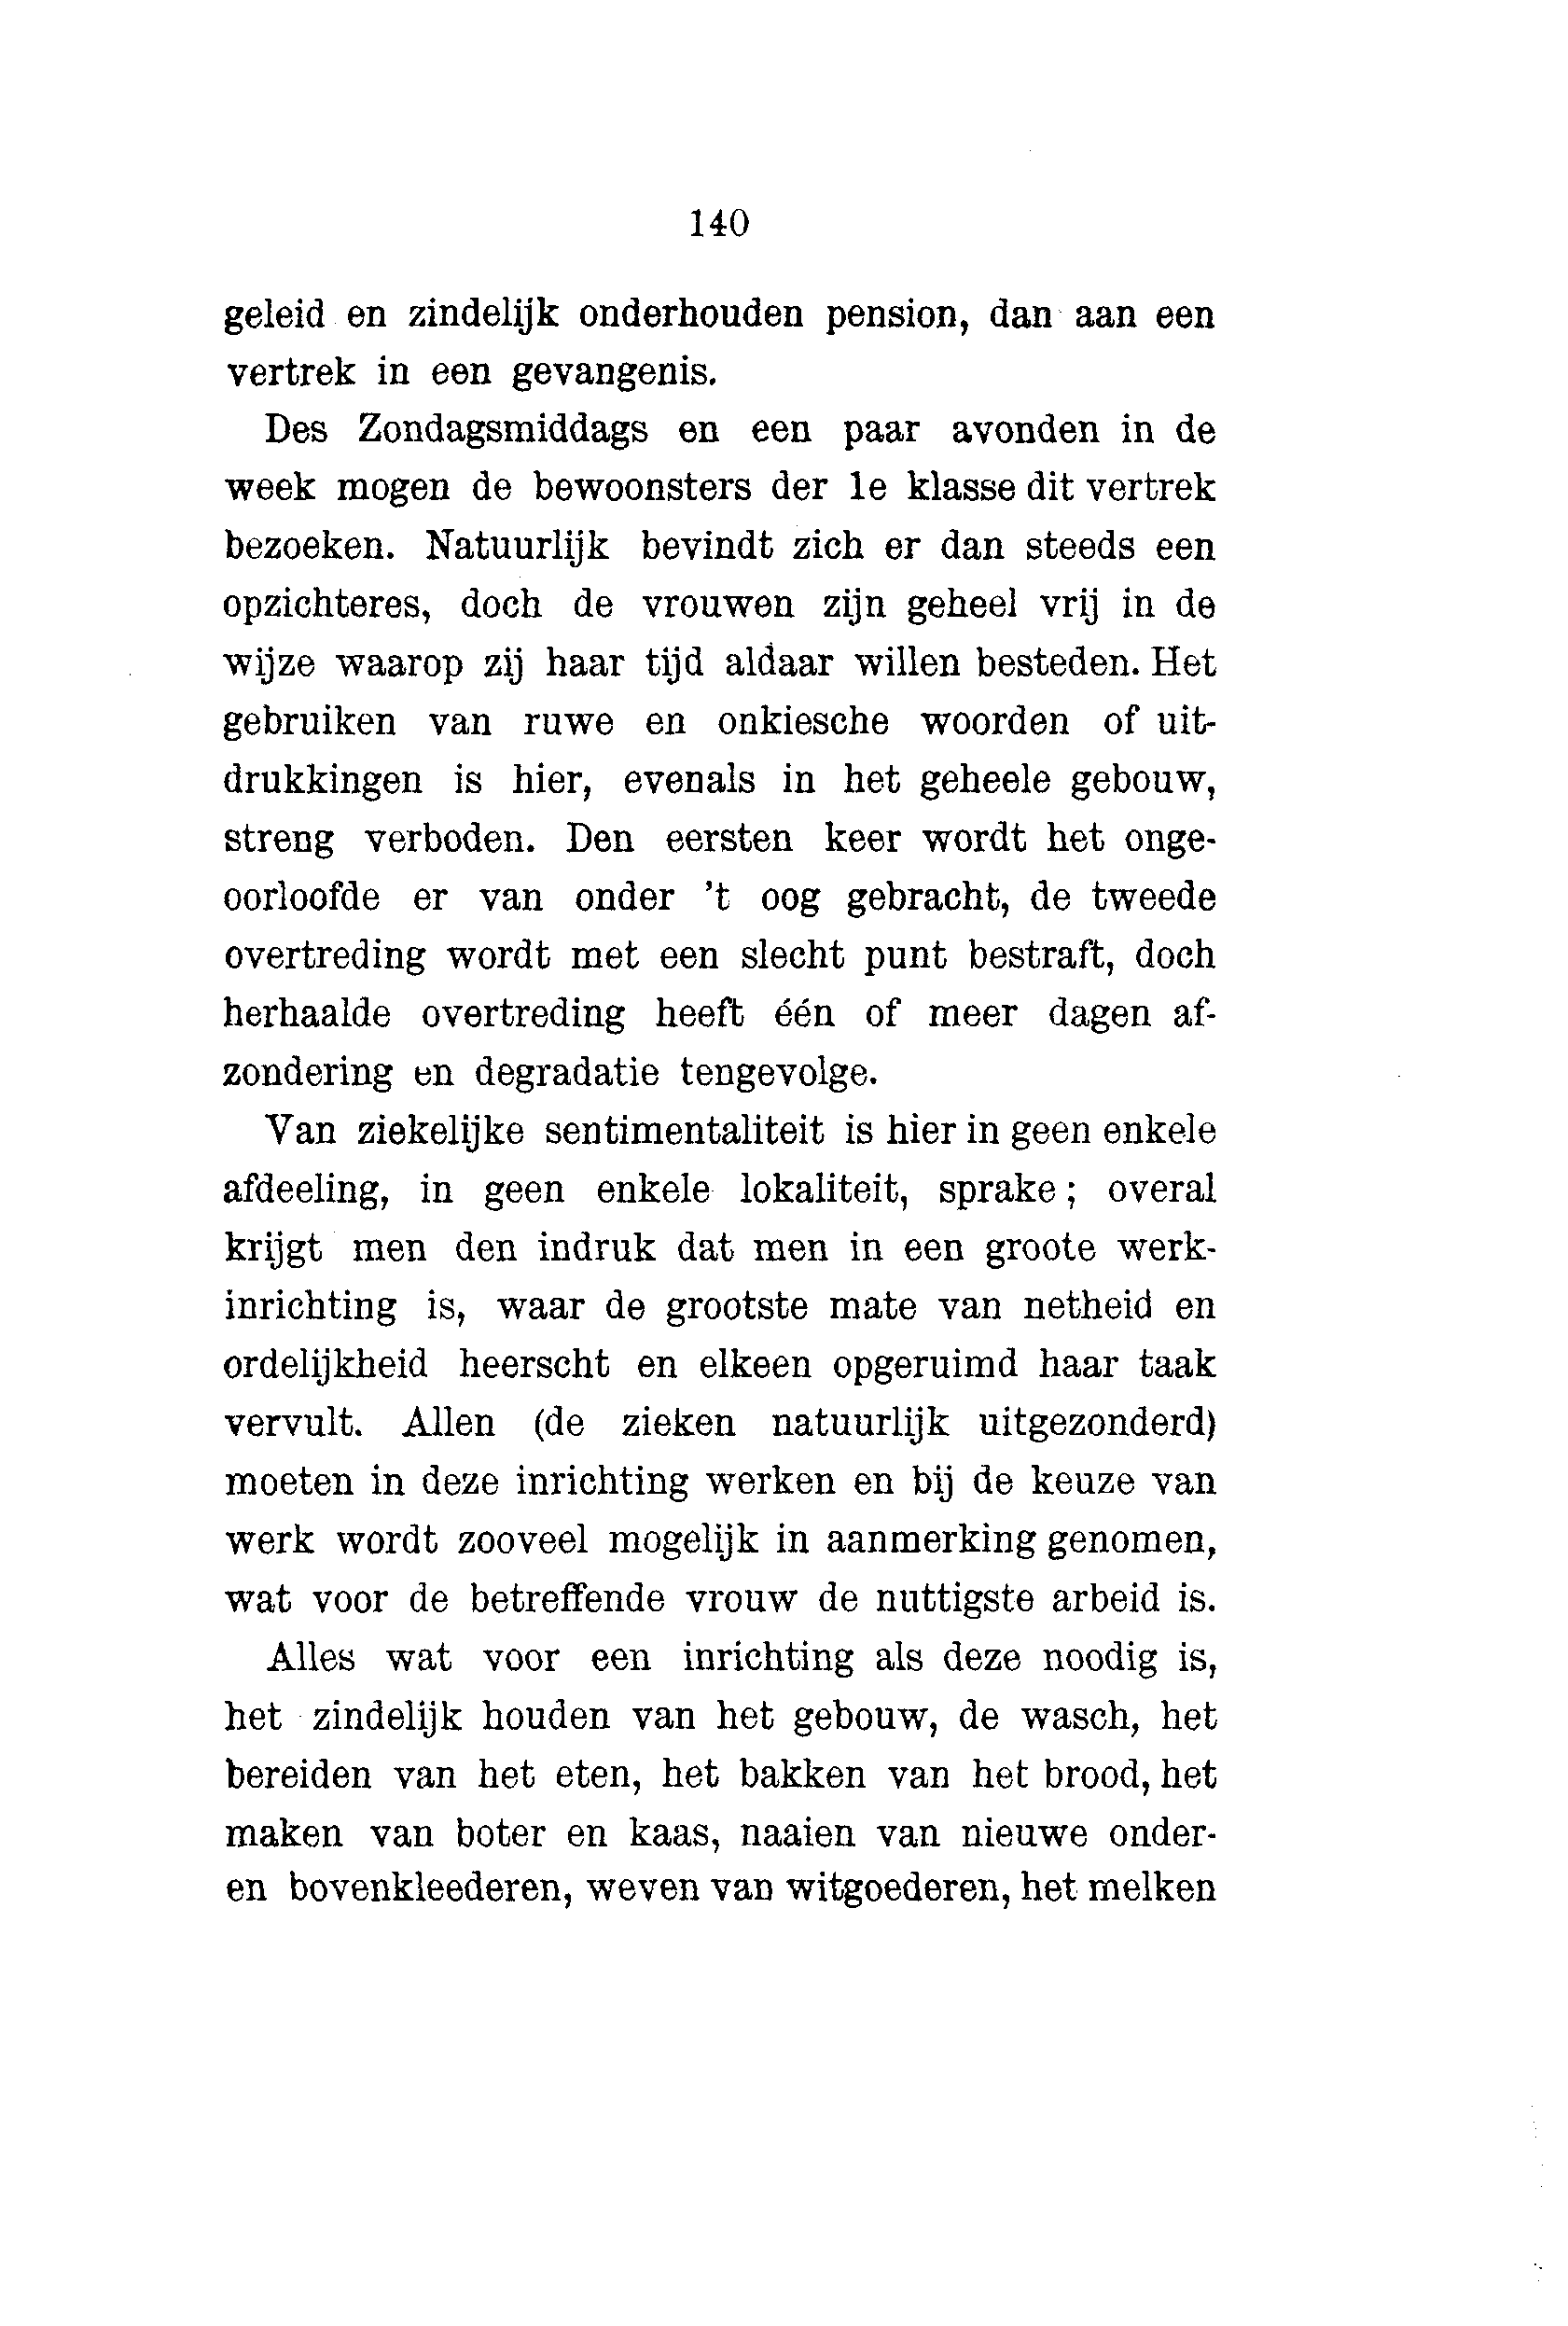 140
geleid en zindelijk onderhouden pension, dan aan een
vertrek in een gevangenis.
Des Zondagsmiddags en een paar avonden in de
week mogen de bewoonsters der 1e klasse dit vertrek
bezoeken. Natuurlijk bevindt zich er dan steeds een
opzichteres, doch de vrouwen zijn geheel vrij in de
wijze waarop zij haar tijd aldaar willen besteden. Het
gebruiken van ruwe en onkiesche woorden of uit-
drukkingen is hier, evenals in het geheele gebouw,
streng verboden. Den eersten keer wordt het onge-
oorloofde er van onder 't oog gebracht, de tweede
overtreding wordt met een slecht punt bestraft, doch
herhaalde overtreding heeft één of meer dagen af-
zondering en degradatie tengevolge.
Van ziekelijke sentimentaliteit is hier in geen enkele
afdeeling, in geen enkele lokaliteit, sprake; overal
krijgt men den indruk dat men in een groote werk-
inrichting is, waar de grootste mate van netheid en
ordelijkheid heerscht en elkeen opgeruimd haar taak
vervult. Allen (de zieken natuurlijk uitgezonderd)
moeten in deze inrichting werken en bij de keuze van
werk wordt zooveel mogelijk in aanmerking genomen,
wat voor de betreffende vrouw de nuttigste arbeid is.
Alles wat voor een inrichting als deze noodig is,
het zindelijk houden van het gebouw, de wasch, het
bereiden van het eten, het bakken van het brood, het
maken van boter en kaas, naaien van nieuwe onder-
en bovenkleederen, weven van witgoederen, het melken